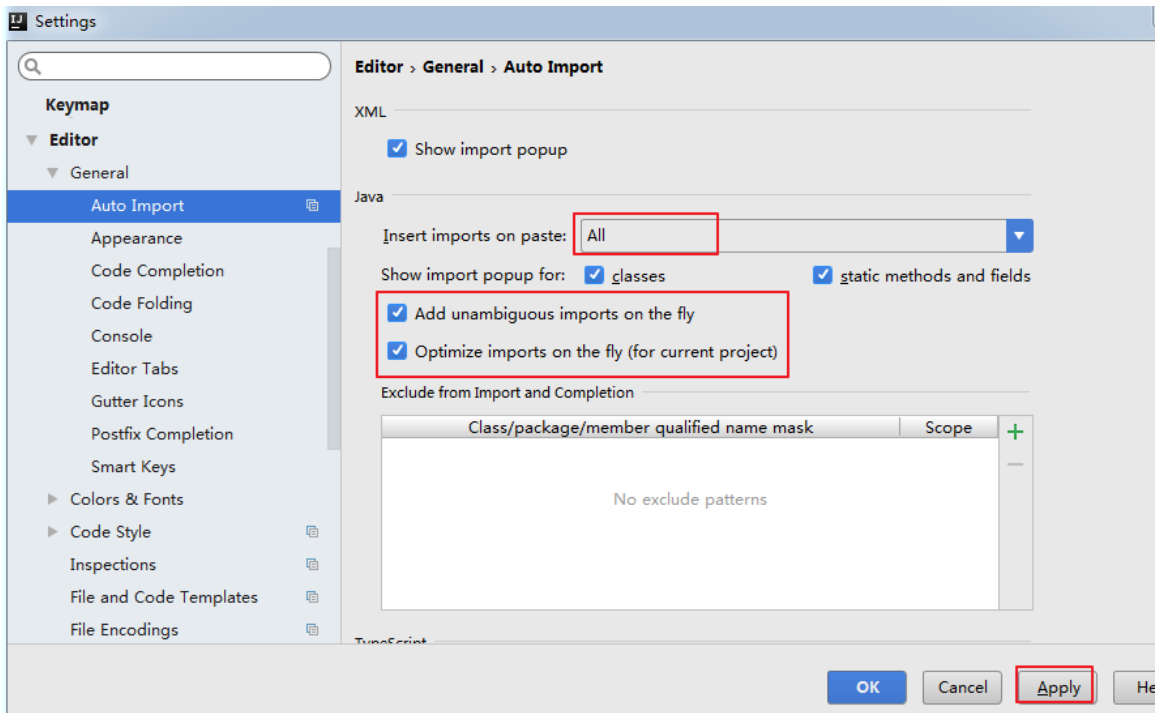 Settings
Editor › General › Auto Import
Keymap
Editor
General
Auto Import
Appearance
Code Completion
Code Folding
Console
Editor Tabs
Gutter Icons
Postfix Completion
Smart Keys
Colors & Fonts
Code Style
Inspections
File and Code Templates
File Encodings
XML
Show import popup
Java
Insert imports on paste: All
Show import popup for: classes static methods and fields
Add unambiguous imports on the fly
Optimize imports on the fly (for current project)
Exclude from Import and Completion
Class/package/member qualified name mask Scope
No exclude patterns
TypeScript
OK Cancel Apply